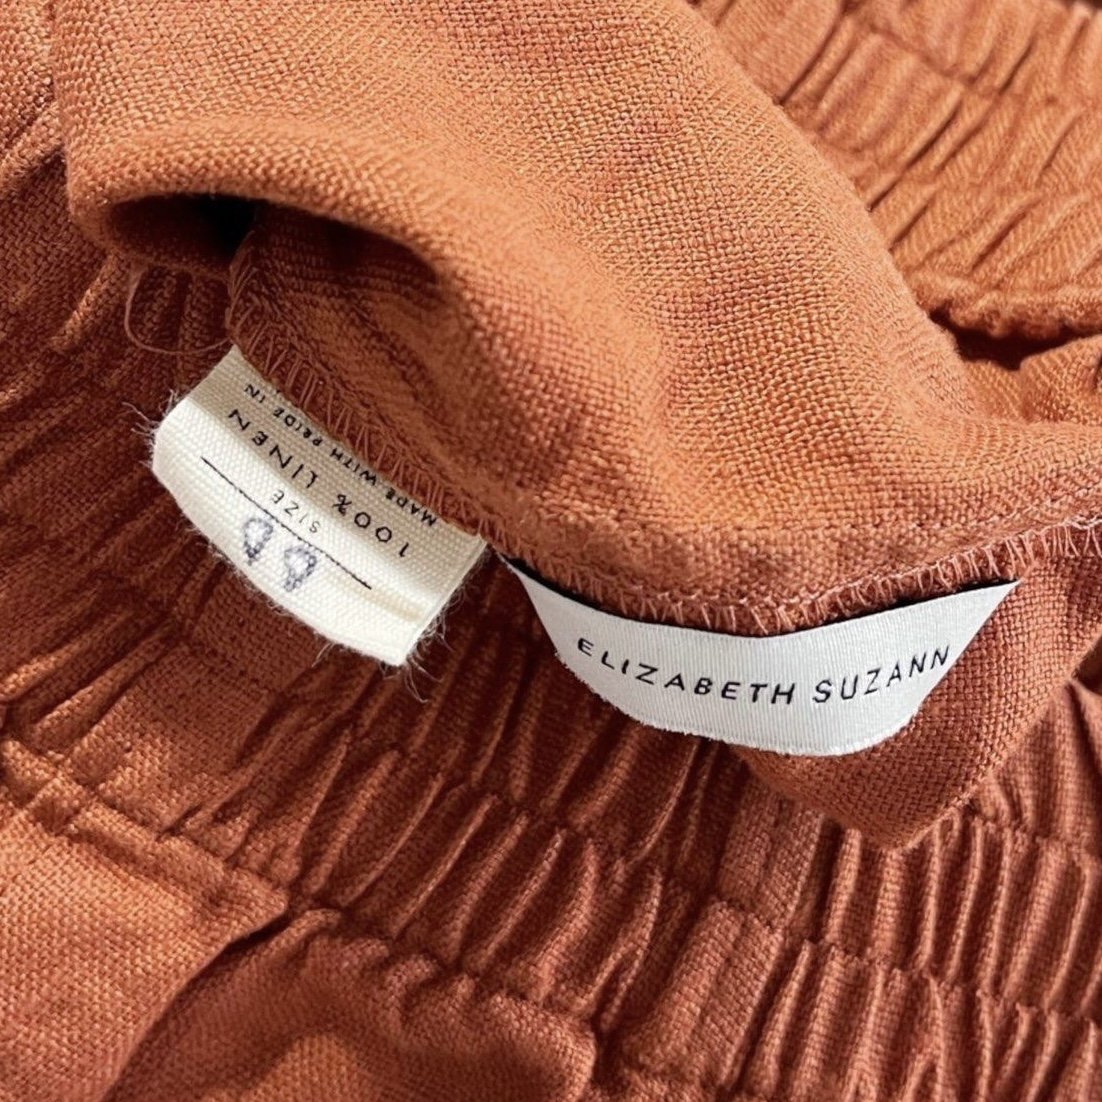 SIZE
100% LINEN
MADE WITH PRIDE IN
ELIZABETH SUZANN